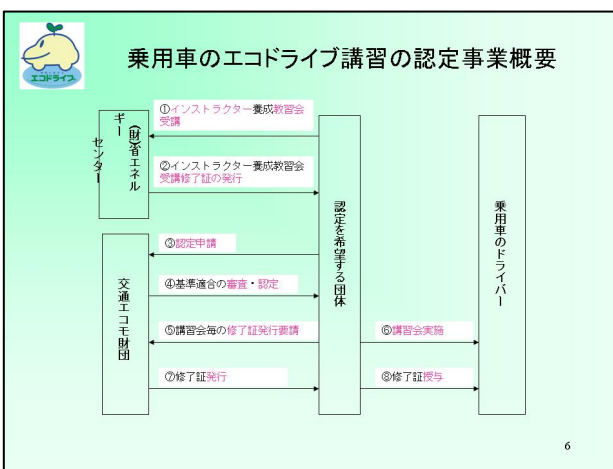 乗用車のエコドライブ講習の認定事業概要
エコドライブ
(財)省エネルギーセンター
①インストラクター養成教習会
受講
②インストラクター養成教習会
受講修了証の発行
認定を希望する団体
乗用車のドライバー
交通エコモ財団
③認定申請
④基準適合の審査・認定
⑤講習会毎の修了証発行要請
⑥講習会実施
⑦修了証発行
⑧修了証授与
6